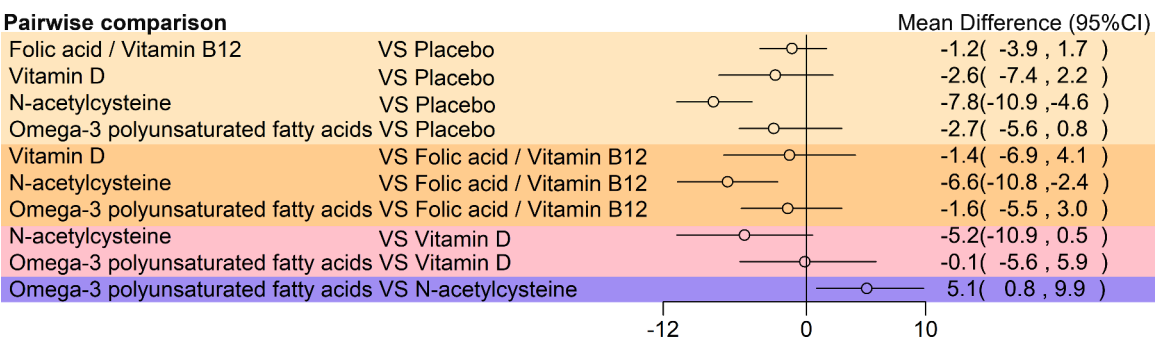 Pairwise comparison Mean Difference (95%CI)
Folic acid / Vitamin B12 VS Placebo -1.2( -3.9 , 1.7 )
Vitamin D VS Placebo -2.6( -7.4 , 2.2 )
N-acetylcysteine VS Placebo -7.8(-10.9 ,-4.6 )
Omega-3 polyunsaturated fatty acids VS Placebo -2.7( -5.6 , 0.8 )
Vitamin D VS Folic acid / Vitamin B12 -1.4( -6.9 , 4.1 )
N-acetylcysteine VS Folic acid / Vitamin B12 -6.6(-10.8 ,-2.4 )
Omega-3 polyunsaturated fatty acids VS Folic acid / Vitamin B12 -1.6( -5.5 , 3.0 )
N-acetylcysteine VS Vitamin D -5.2(-10.9 , 0.5 )
Omega-3 polyunsaturated fatty acids VS Vitamin D -0.1( -5.6 , 5.9 )
Omega-3 polyunsaturated fatty acids VS N-acetylcysteine 5.1( 0.8 , 9.9 )
-12 0 10